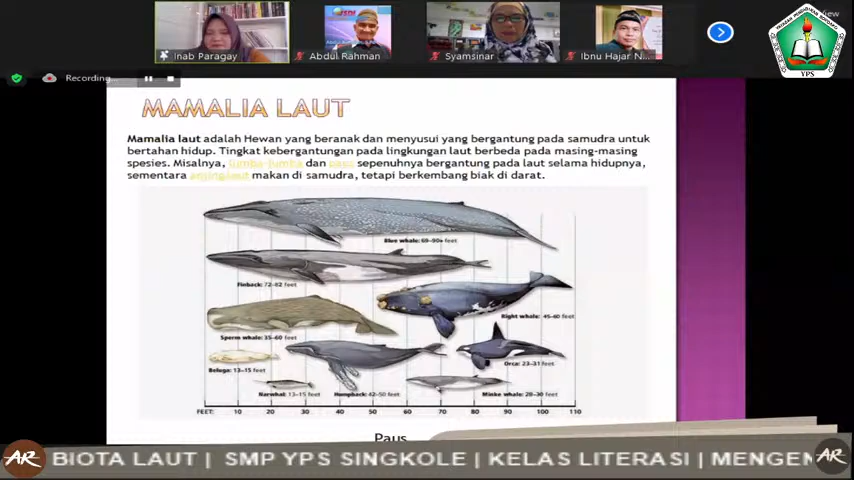 View
Inab Paragay
Abdul Rahman
Syamsinar
Ibnu Hajar N...
YPS
Recording...
MAMALIA LAUT
Mamalia laut adalah Hewan yang beranak dan menyusui yang bergantung pada samudra untuk
bertahan hidup. Tingkat kebergantungan pada lingkungan laut berbeda pada masing-masing
spesies. Misalnya, lumba-lumba dan paus sepenuhnya bergantung pada laut selama hidupnya,
sementara anjing laut makan di samudra, tetapi berkembang biak di darat.
Blue whale: 69-90+ feet
Finback: 72-82 feet
Right whale: 45-60 feet
Sperm whale: 35-60 feet
Orca: 23-31 feet
Beluga: 13-15 feet
Narwhal: 13-15 feet
Humpback: 42-50 feet
Minke whale: 28-30 feet
FEET: 10 20 30 40 50 60 70 80 90 100 110
Paus
AR BIOTA LAUT | SMP YPS SINGKOLE | KELAS LITERASI | MENGEN AR